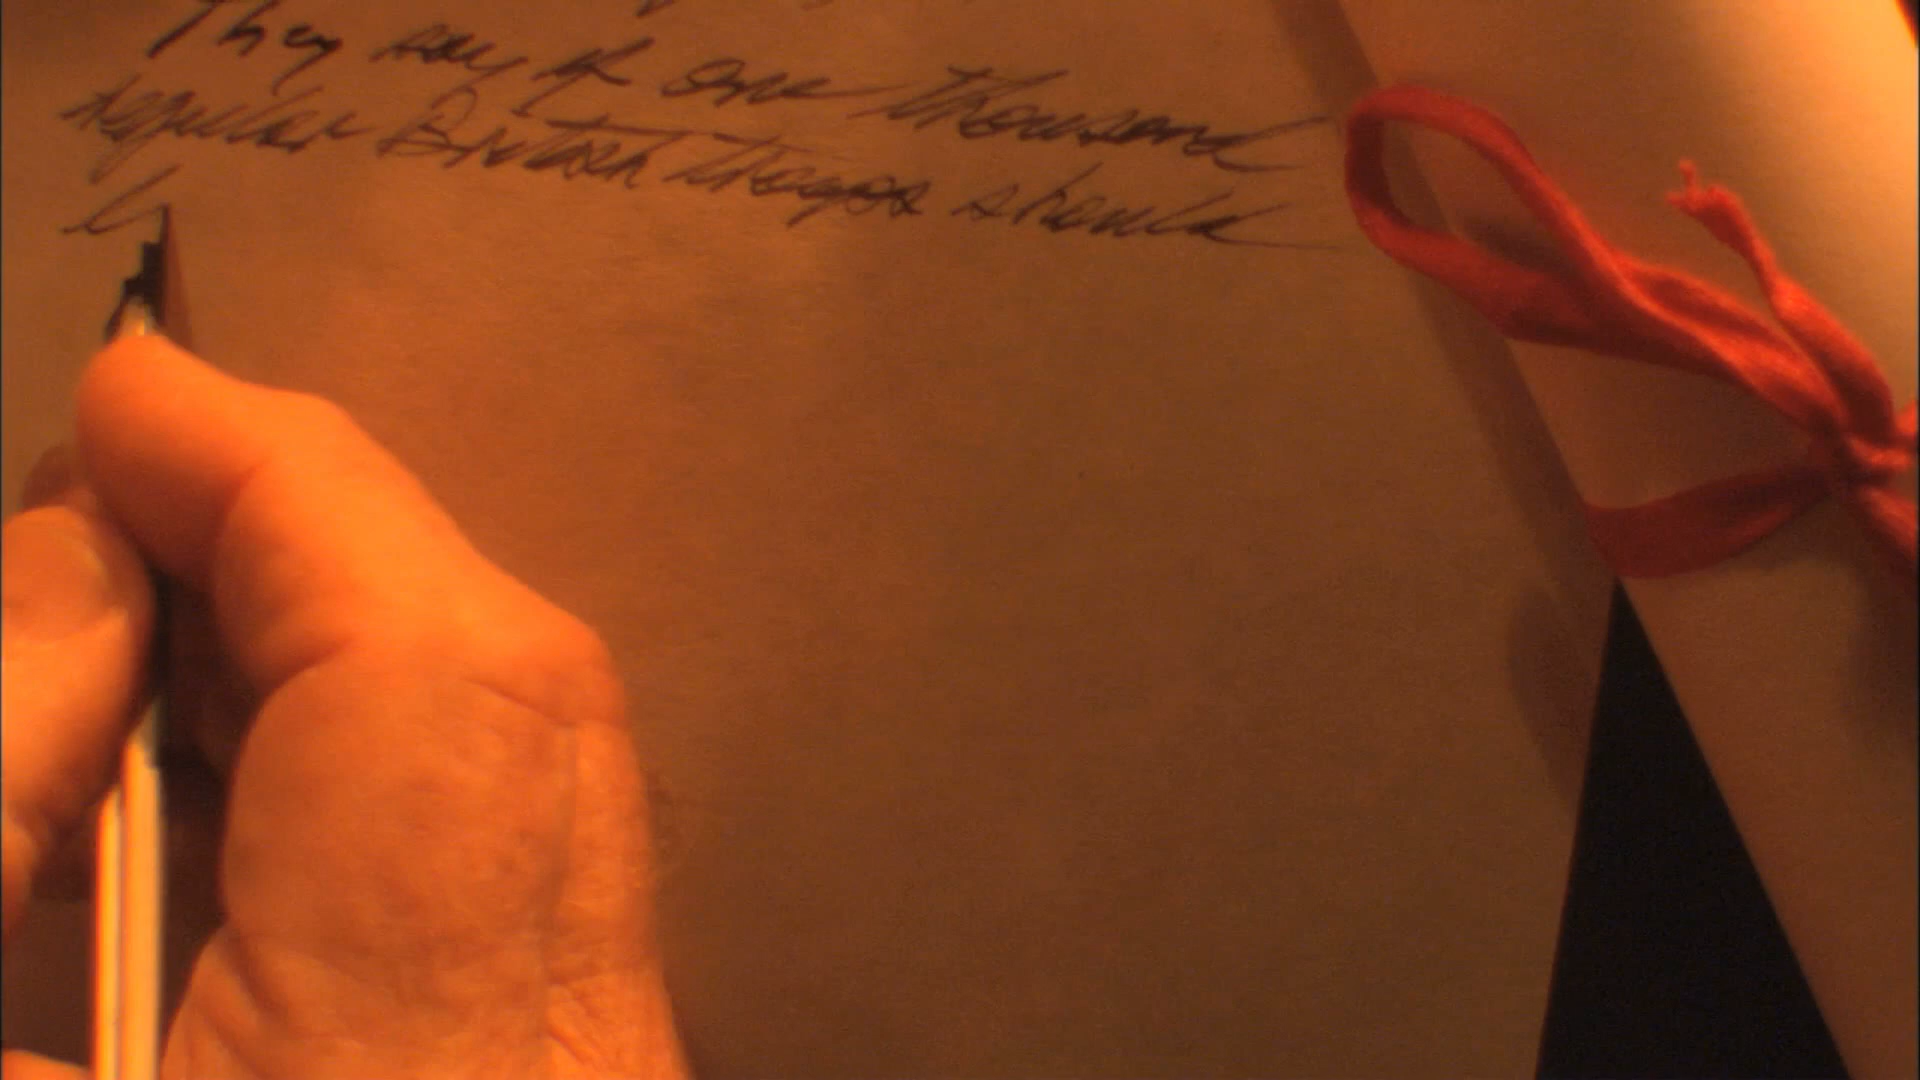 They say if one thousand
regular British troops should